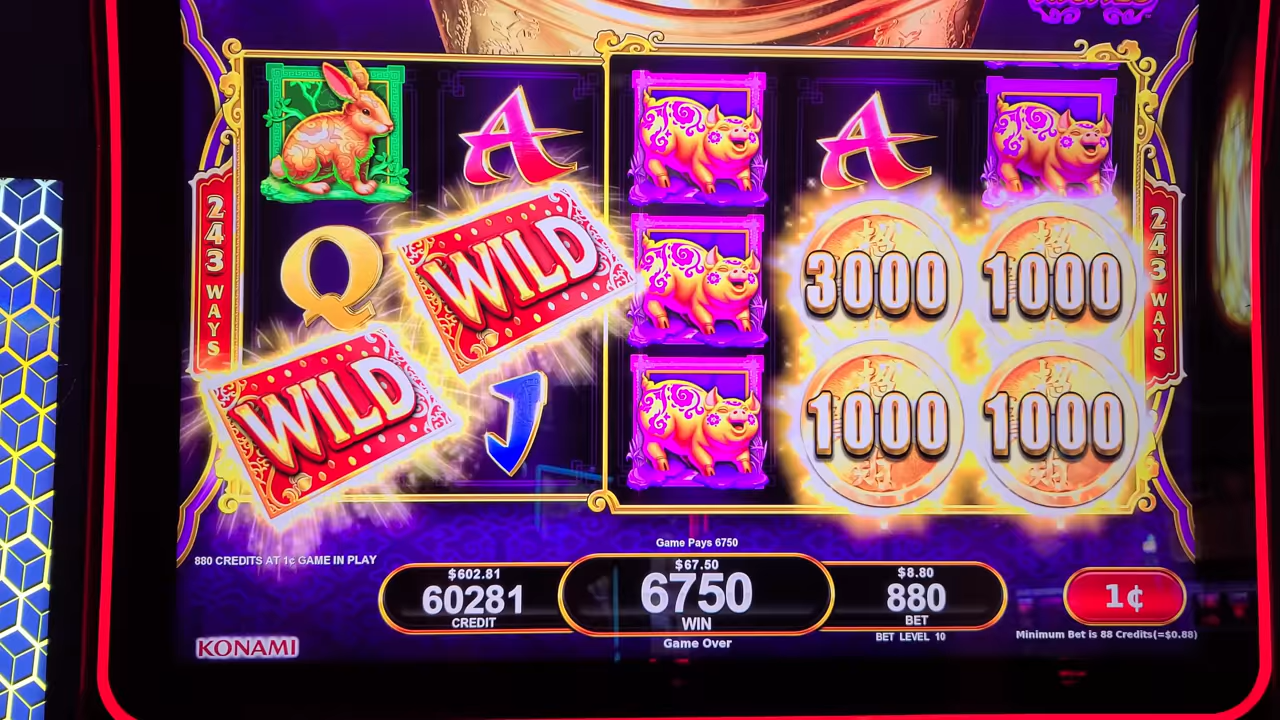 A
A
243 WAYS
243 WAYS
Q
WILD
3000
1000
WILD
J
1000
1000
Game Pays 6750
880 CREDITS AT 1¢ GAME IN PLAY
$602.81
60281
CREDIT
$67.50
6750
WIN
$8.80
880
BET
1¢
Game Over
BET LEVEL 10
Minimum Bet is 88 Credits(=$0.88)
KONAMI